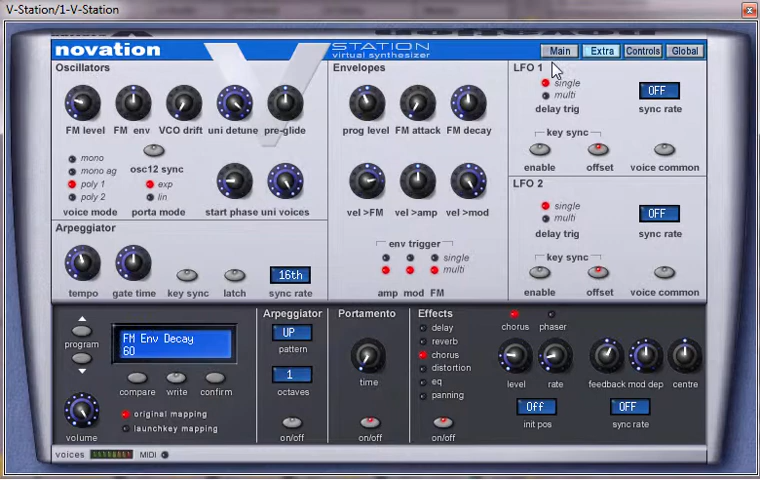 V-Station/1-V-Station
novation
STATION
virtual synthesizer
Main Extra Controls Global
Oscillators
FM level FM env VCO drift uni detune pre-glide
mono
mono ag
poly 1
poly 2
voice mode
osc12 sync
exp
lin
porta mode
start phase uni voices
Arpeggiator
tempo gate time key sync latch
16th
sync rate
Envelopes
prog level FM attack FM decay
vel >FM vel >amp vel >mod
env trigger
single
multi
amp mod FM
LFO 1
single
multi
delay trig
OFF
sync rate
key sync
enable offset voice common
LFO 2
single
multi
delay trig
OFF
sync rate
key sync
enable offset voice common
program
FM Env Decay
60
compare write confirm
volume
original mapping
launchkey mapping
Arpeggiator
UP
pattern
1
octaves
on/off
Portamento
time
on/off
Effects
delay
reverb
chorus
distortion
eq
panning
on/off
chorus phaser
level rate feedback mod dep centre
Off
init pos
OFF
sync rate
voices MIDI